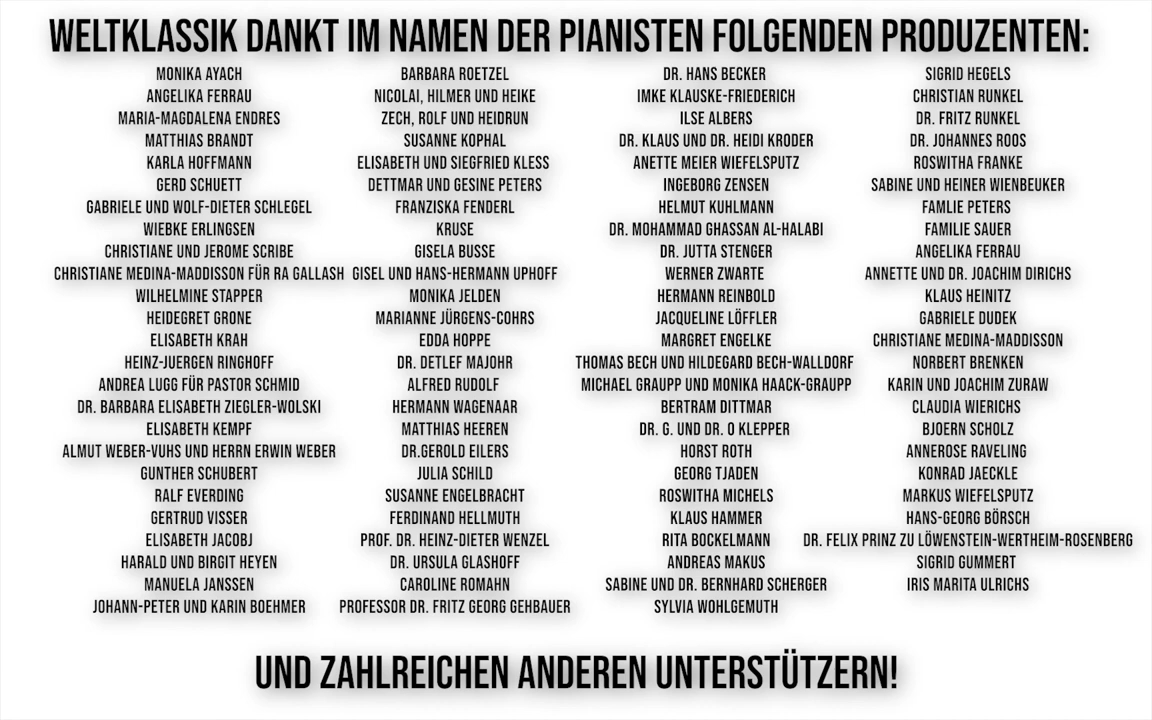 WELTKLASSIK DANKT IM NAMEN DER PIANISTEN FOLGENDEN PRODUZENTEN:
MONIKA AYACH
ANGELIKA FERRAU
MARIA-MAGDALENA ENDRES
MATTHIAS BRANDT
KARLA HOFFMANN
GERD SCHUETT
GABRIELE UND WOLF-DIETER SCHLEGEL
WIEBKE ERLINGSEN
CHRISTIANE UND JEROME SCRIBE
CHRISTIANE MEDINA-MADDISSON FÜR RA GALLASH
WILHELMINE STAPPER
HEIDEGRET GRONE
ELISABETH KRAH
HEINZ-JUERGEN RINGHOFF
ANDREA LUGG FÜR PASTOR SCHMID
DR. BARBARA ELISABETH ZIEGLER-WOLSKI
ELISABETH KEMPF
ALMUT WEBER-VUHS UND HERRN ERWIN WEBER
GUNTHER SCHUBERT
RALF EVERDING
GERTRUD VISSER
ELISABETH JACOBJ
HARALD UND BIRGIT HEYEN
MANUELA JANSSEN
JOHANN-PETER UND KARIN BOEHMER
BARBARA ROETZEL
NICOLAI, HILMER UND HEIKE
ZECH, ROLF UND HEIDRUN
SUSANNE KOPHAL
ELISABETH UND SIEGFRIED KLESS
DETTMAR UND GESINE PETERS
FRANZISKA FENDERL
KRUSE
GISELA BUSSE
GISEL UND HANS-HERMANN UPHOFF
MONIKA JELDEN
MARIANNE JÜRGENS-COHRS
EDDA HOPPE
DR. DETLEF MAJOHR
ALFRED RUDOLF
HERMANN WAGENAAR
MATTHIAS HEEREN
DR.GEROLD EILERS
JULIA SCHILD
SUSANNE ENGELBRACHT
FERDINAND HELLMUTH
PROF. DR. HEINZ-DIETER WENZEL
DR. URSULA GLASHOFF
CAROLINE ROMAHN
PROFESSOR DR. FRITZ GEORG GEHBAUER
DR. HANS BECKER
IMKE KLAUSKE-FRIEDERICH
ILSE ALBERS
DR. KLAUS UND DR. HEIDI KRODER
ANETTE MEIER WIEFELSPUTZ
INGEBORG ZENSEN
HELMUT KUHLMANN
DR. MOHAMMAD GHASSAN AL-HALABI
DR. JUTTA STENGER
WERNER ZWARTE
HERMANN REINBOLD
JACQUELINE LÖFFLER
MARGRET ENGELKE
THOMAS BECH UND HILDEGARD BECH-WALLDORF
MICHAEL GRAUPP UND MONIKA HAACK-GRAUPP
BERTRAM DITTMAR
DR. G. UND DR. O KLEPPER
HORST ROTH
GEORG TJADEN
ROSWITHA MICHELS
KLAUS HAMMER
RITA BOCKELMANN
ANDREAS MAKUS
SABINE UND DR. BERNHARD SCHERGER
SYLVIA WOHLGEMUTH
SIGRID HEGELS
CHRISTIAN RUNKEL
DR. FRITZ RUNKEL
DR. JOHANNES ROOS
ROSWITHA FRANKE
SABINE UND HEINER WIENBEUKER
FAMLIE PETERS
FAMILIE SAUER
ANGELIKA FERRAU
ANNETTE UND DR. JOACHIM DIRICHS
KLAUS HEINITZ
GABRIELE DUDEK
CHRISTIANE MEDINA-MADDISSON
NORBERT BRENKEN
KARIN UND JOACHIM ZURAW
CLAUDIA WIERICHS
BJOERN SCHOLZ
ANNEROSE RAVELING
KONRAD JAECKLE
MARKUS WIEFELSPUTZ
HANS-GEORG BÖRSCH
DR. FELIX PRINZ ZU LÖWENSTEIN-WERTHEIM-ROSENBERG
SIGRID GUMMERT
IRIS MARITA ULRICHS
UND ZAHLREICHEN ANDEREN UNTERSTÜTZERN!